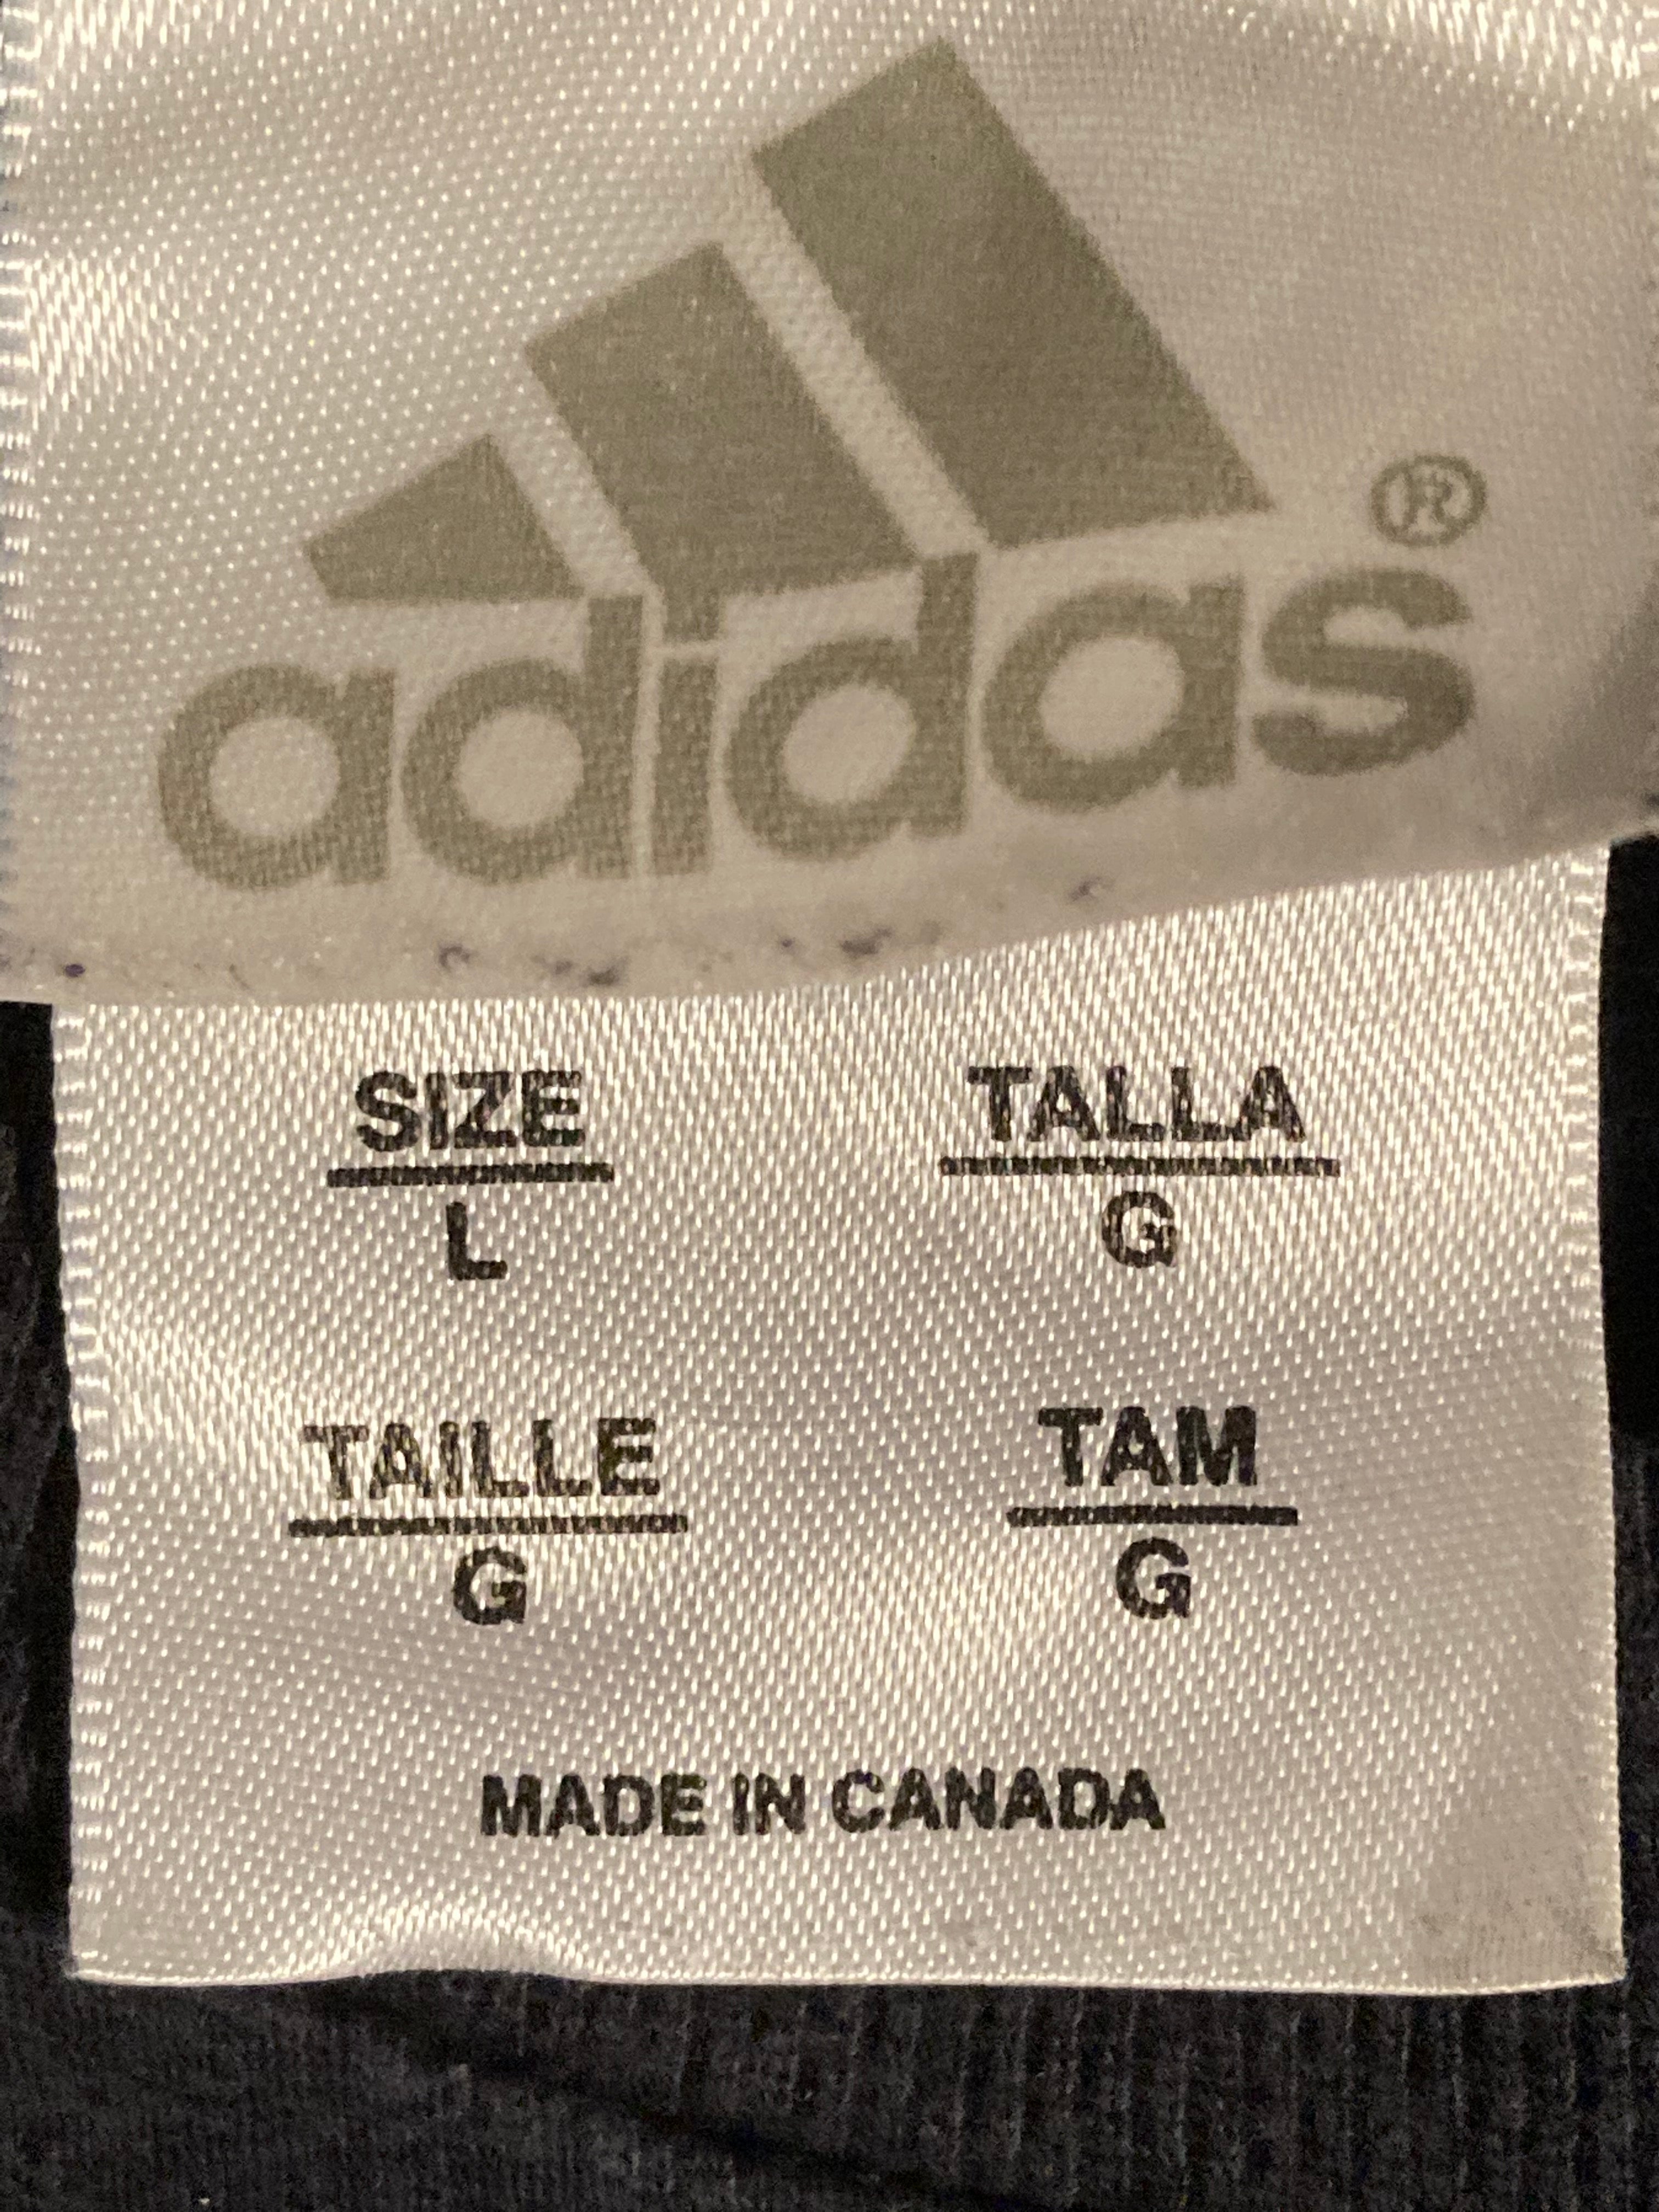 adidas®
SIZE TALLA
L G
TAILLE TAM
G G
MADE IN CANADA